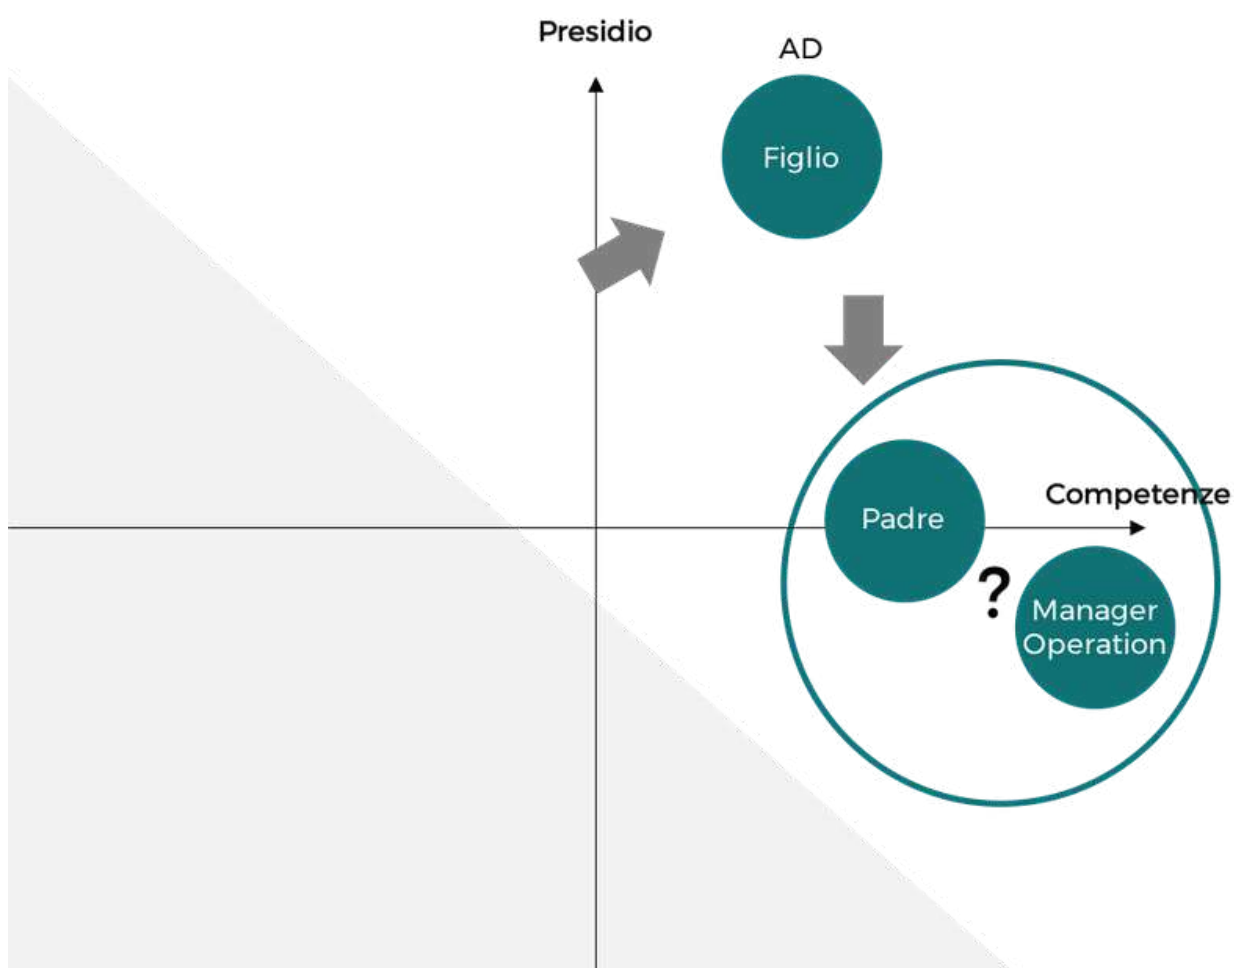 Presidio
AD
Figlio
Competenze
Padre
?
Manager
Operation